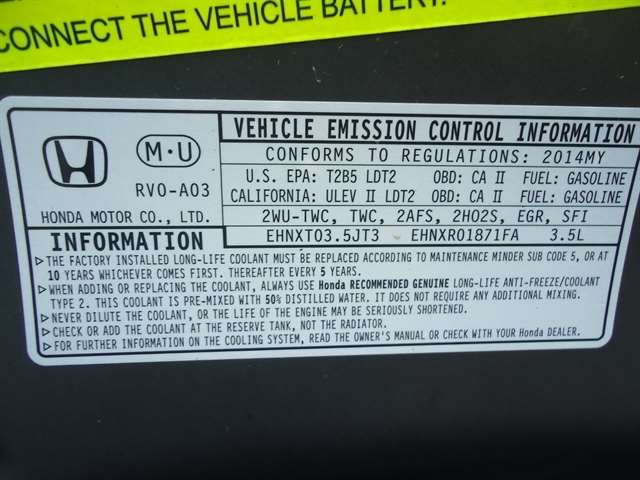 CONNECT THE VEHICLE BATTERY.
H
M·U
RV0-A03
HONDA MOTOR CO., LTD.
VEHICLE EMISSION CONTROL INFORMATION
CONFORMS TO REGULATIONS: 2014MY
U.S. EPA: T2B5 LDT2 OBD: CA II FUEL: GASOLINE
CALIFORNIA: ULEV II LDT2 OBD: CA II FUEL: GASOLINE
2WU-TWC, TWC, 2AFS, 2HO2S, EGR, SFI
EHNXT03.5JT3 EHNXR01871FA 3.5L
INFORMATION
▷THE FACTORY INSTALLED LONG-LIFE COOLANT MUST BE REPLACED ACCORDING TO MAINTENANCE MINDER SUB CODE 5, OR AT
10 YEARS WHICHEVER COMES FIRST. THEREAFTER EVERY 5 YEARS.
▷WHEN ADDING OR REPLACING THE COOLANT, ALWAYS USE Honda RECOMMENDED GENUINE LONG-LIFE ANTI-FREEZE/COOLANT
TYPE 2. THIS COOLANT IS PRE-MIXED WITH 50% DISTILLED WATER. IT DOES NOT REQUIRE ANY ADDITIONAL MIXING.
▷NEVER DILUTE THE COOLANT, OR THE LIFE OF THE ENGINE MAY BE SERIOUSLY SHORTENED.
▷CHECK OR ADD THE COOLANT AT THE RESERVE TANK, NOT THE RADIATOR.
▷FOR FURTHER INFORMATION ON THE COOLING SYSTEM, READ THE OWNER'S MANUAL OR CHECK WITH YOUR Honda DEALER.